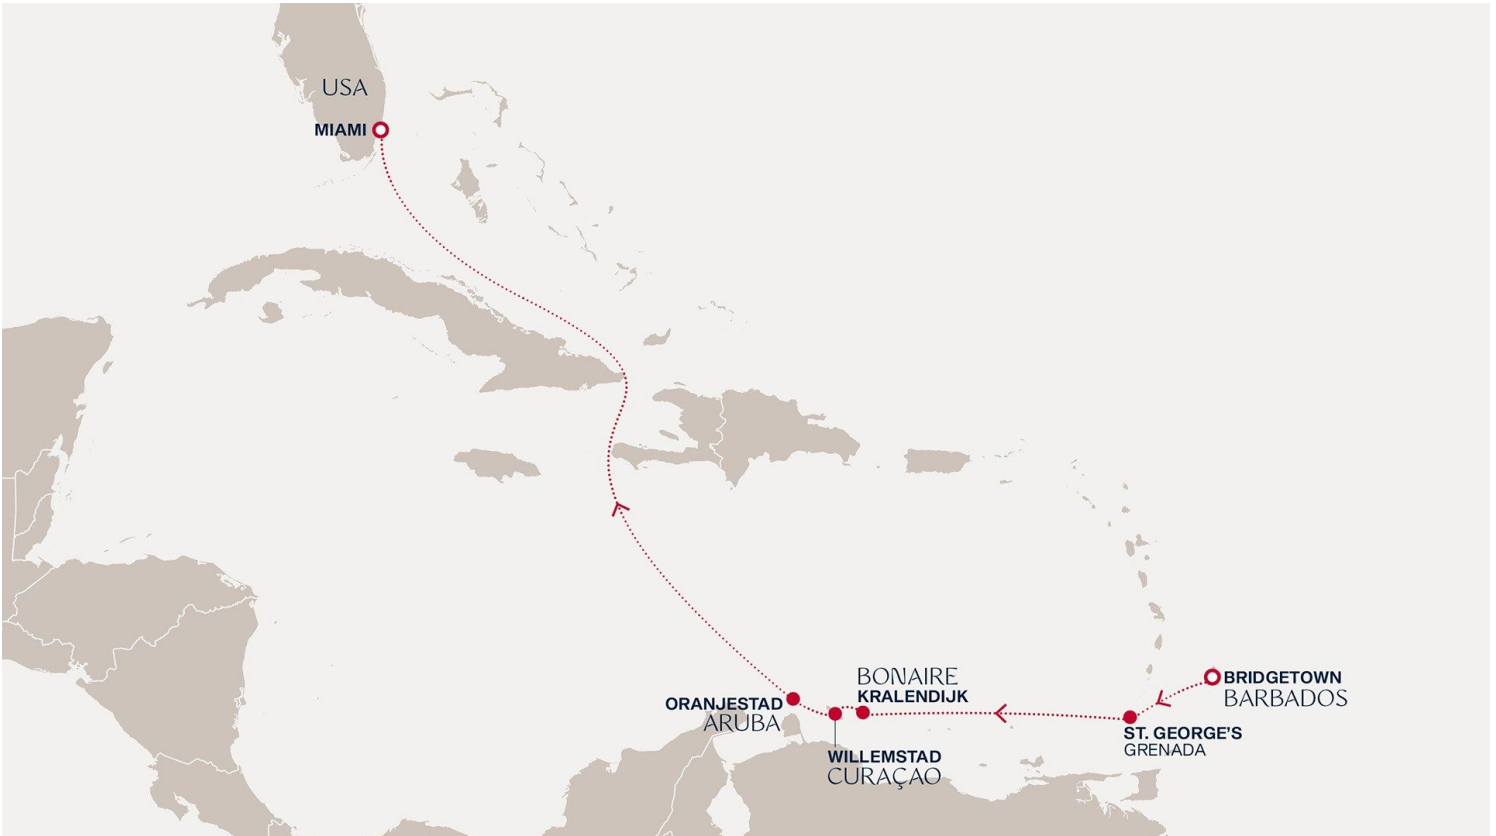 USA
MIAMI
BONAIRE
KRALENDIJK
BRIDGETOWN
BARBADOS
ORANJESTAD
ARUBA
ST. GEORGE'S
GRENADA
WILLEMSTAD
CURAÇAO